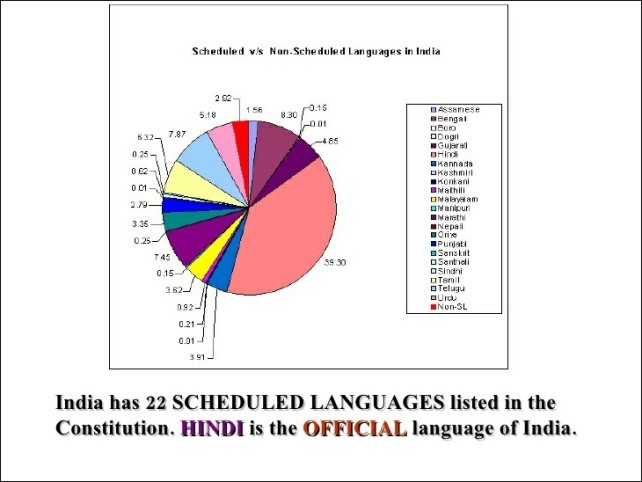 Scheduled v/s Non-Scheduled Languages in India
2.92
1.56
8.30
0.15
0.01
4.85
39.30
3.91
0.01
0.21
0.92
3.62
0.15
7.45
0.25
3.35
2.79
0.01
0.62
0.25
6.32
7.87
5.18
Assamese
Bengali
Boro
Dogri
Gujarati
Hindi
Kannada
Kashmiri
Konkani
Maithili
Malayalam
Manipuri
Marathi
Nepali
Oriya
Punjabi
Sanskrit
Santhali
Sindhi
Tamil
Telugu
Urdu
Non-SL
India has 22 SCHEDULED LANGUAGES listed in the
Constitution. HINDI is the OFFICIAL language of India.